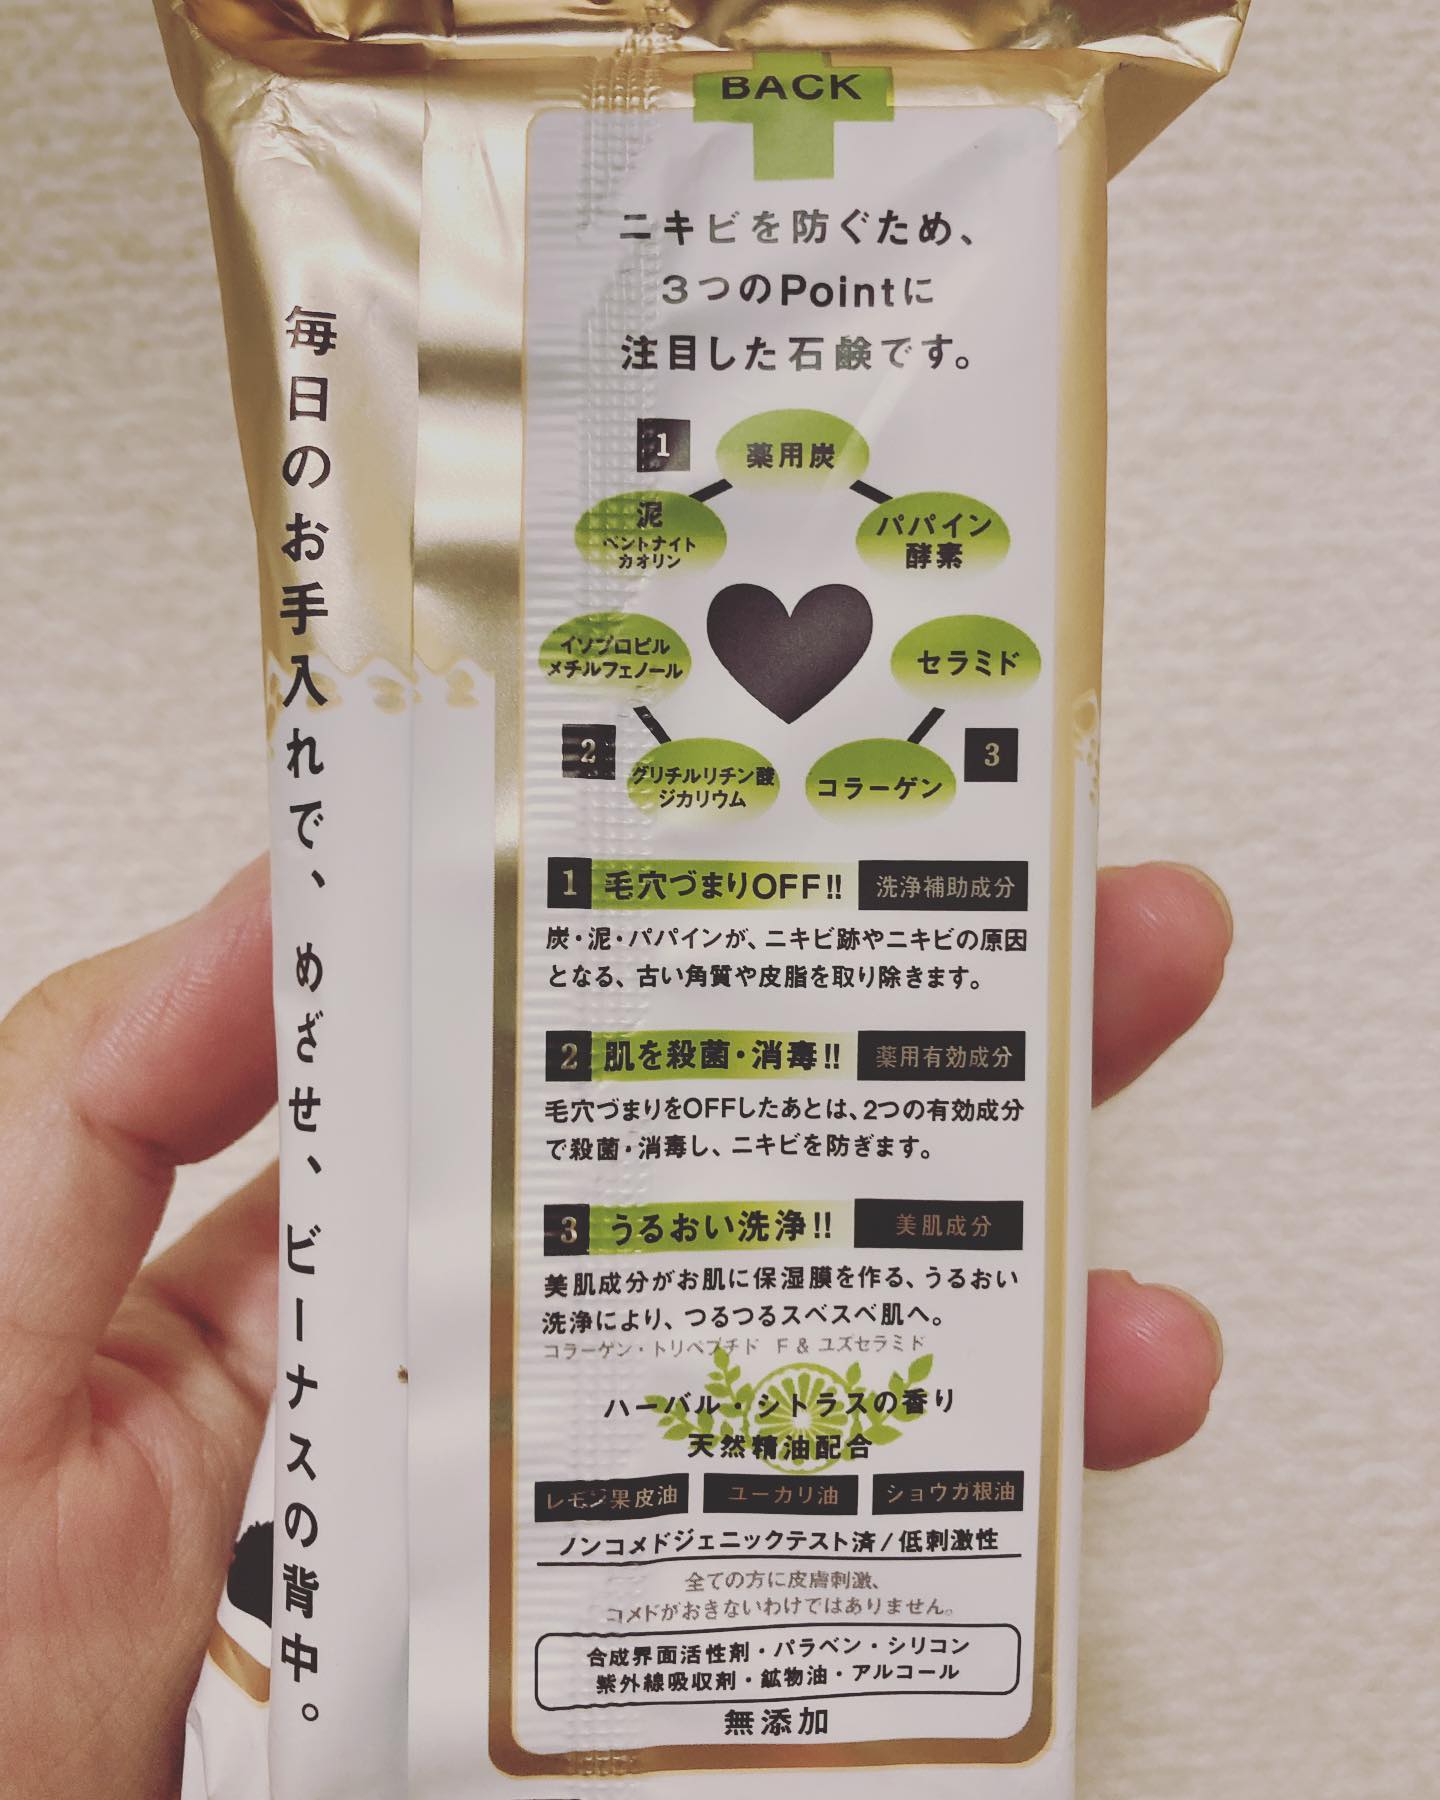 BACK
ニキビを防ぐため、
3つのPointに
注目した石鹸です。
1
薬用炭
泥
ベントナイト
カオリン
パパイン
酵素
イソプロピル
メチルフェノール
セラミド
2
グリチルリチン酸
ジカリウム
コラーゲン
3
1 毛穴づまりOFF!! 洗浄補助成分
炭・泥・パパインが、ニキビ跡やニキビの原因
となる、古い角質や皮脂を取り除きます。
2 肌を殺菌・消毒!! 薬用有効成分
毛穴づまりをOFFしたあとは、2つの有効成分
で殺菌・消毒し、ニキビを防ぎます。
3 うるおい洗浄!! 美肌成分
美肌成分がお肌に保湿膜を作る、うるおい
洗浄により、つるつるスベスベ肌へ。
コラーゲン・トリペプチド F & ユズセラミド
ハーバル・シトラスの香り
天然精油配合
レモン果皮油 ユーカリ油 ショウガ根油
ノンコメドジェニックテスト済/低刺激性
全ての方に皮膚刺激、
コメドがおきないわけではありません。
合成界面活性剤・パラベン・シリコン
紫外線吸収剤・鉱物油・アルコール
無添加
毎日のお手入れで、めざせ、ビーナスの背中。